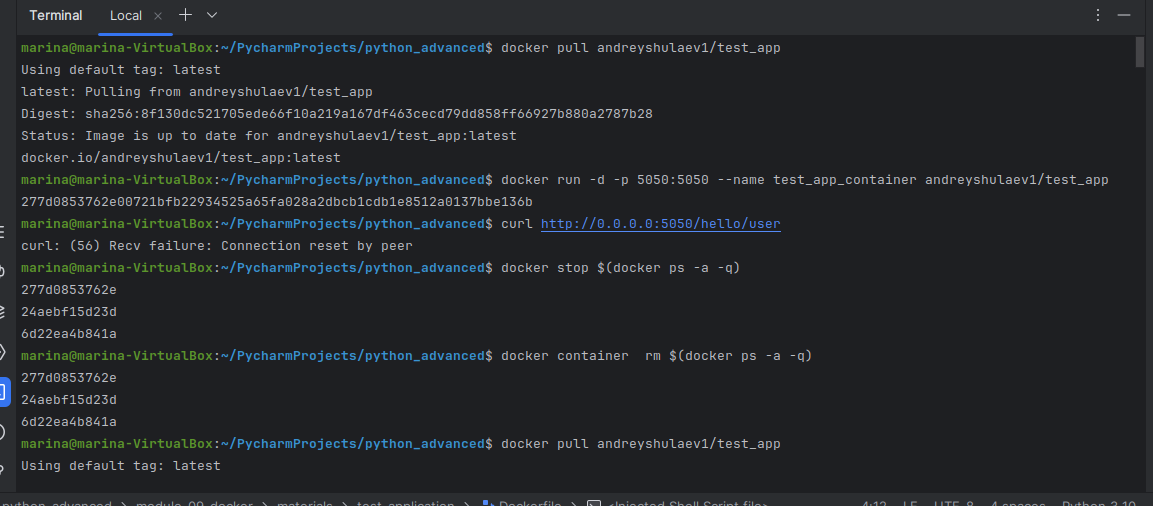 Terminal Local
marina@marina-VirtualBox:~/PycharmProjects/python_advanced$ docker pull andreyshulaev1/test_app
Using default tag: latest
latest: Pulling from andreyshulaev1/test_app
Digest: sha256:8f130dc521705ede66f10a219a167df463cecd79dd858ff66927b880a2787b28
Status: Image is up to date for andreyshulaev1/test_app:latest
docker.io/andreyshulaev1/test_app:latest
marina@marina-VirtualBox:~/PycharmProjects/python_advanced$ docker run -d -p 5050:5050 --name test_app_container andreyshulaev1/test_app
277d0853762e00721bfb22934525a65fa028a2dbcb1cdb1e8512a0137bbe136b
marina@marina-VirtualBox:~/PycharmProjects/python_advanced$ curl http://0.0.0.0:5050/hello/user
curl: (56) Recv failure: Connection reset by peer
marina@marina-VirtualBox:~/PycharmProjects/python_advanced$ docker stop $(docker ps -a -q)
277d0853762e
24aebf15d23d
6d22ea4b841a
marina@marina-VirtualBox:~/PycharmProjects/python_advanced$ docker container  rm $(docker ps -a -q)
277d0853762e
24aebf15d23d
6d22ea4b841a
marina@marina-VirtualBox:~/PycharmProjects/python_advanced$ docker pull andreyshulaev1/test_app
Using default tag: latest
python_advanced > module_09_docker > materials > test_application > Dockerfile > <Injected Shell Script file> 4:12 LF UTF-8 4 spaces Python 3.10